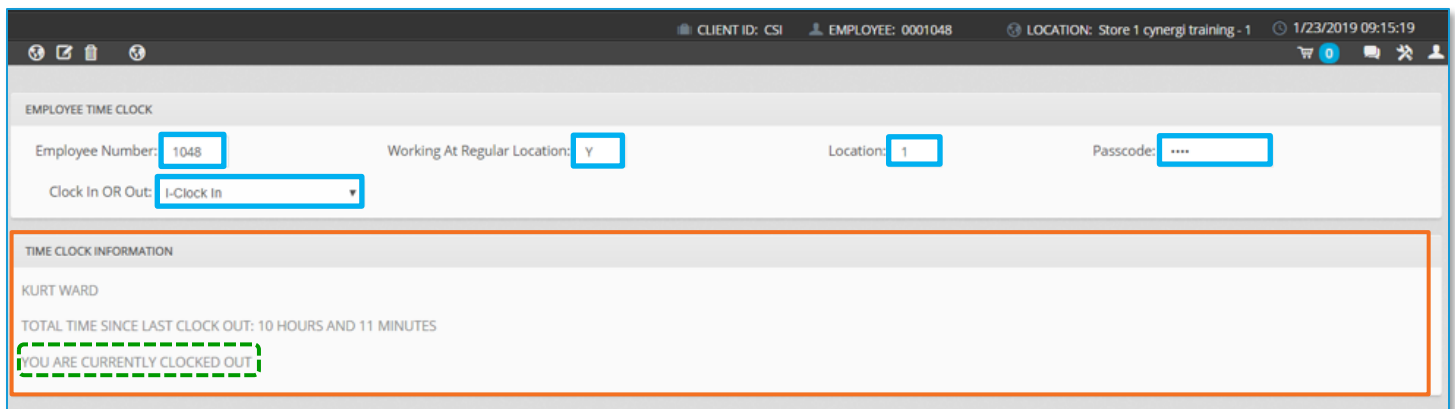 CLIENT ID: CSI EMPLOYEE: 0001048 LOCATION: Store 1 cynergi training - 1 1/23/2019 09:15:19
0
EMPLOYEE TIME CLOCK
Employee Number: 1048 Working At Regular Location: Y Location: 1 Passcode: ••••
Clock In OR Out: I-Clock In
TIME CLOCK INFORMATION
KURT WARD
TOTAL TIME SINCE LAST CLOCK OUT: 10 HOURS AND 11 MINUTES
YOU ARE CURRENTLY CLOCKED OUT